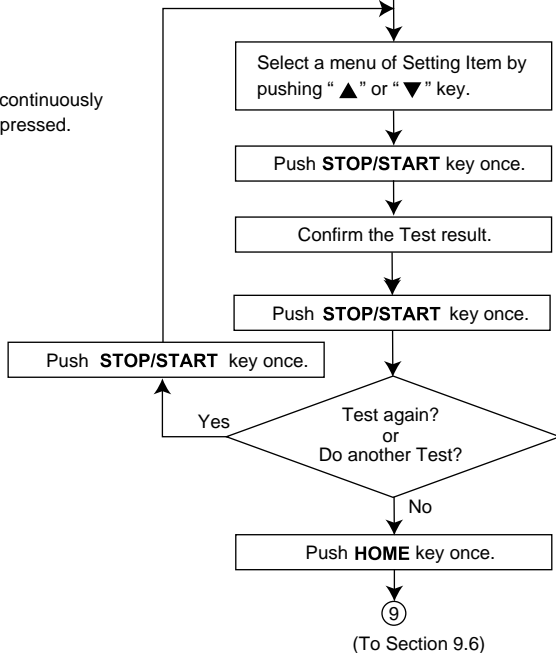 Select a menu of Setting Item by
pushing “ ▲” or “ ▼” key.
continuously
pressed.
Push STOP/START key once.
Confirm the Test result.
Push STOP/START key once.
Push STOP/START key once.
Yes
Test again?
or
Do another Test?
No
Push HOME key once.
9
(To Section 9.6)